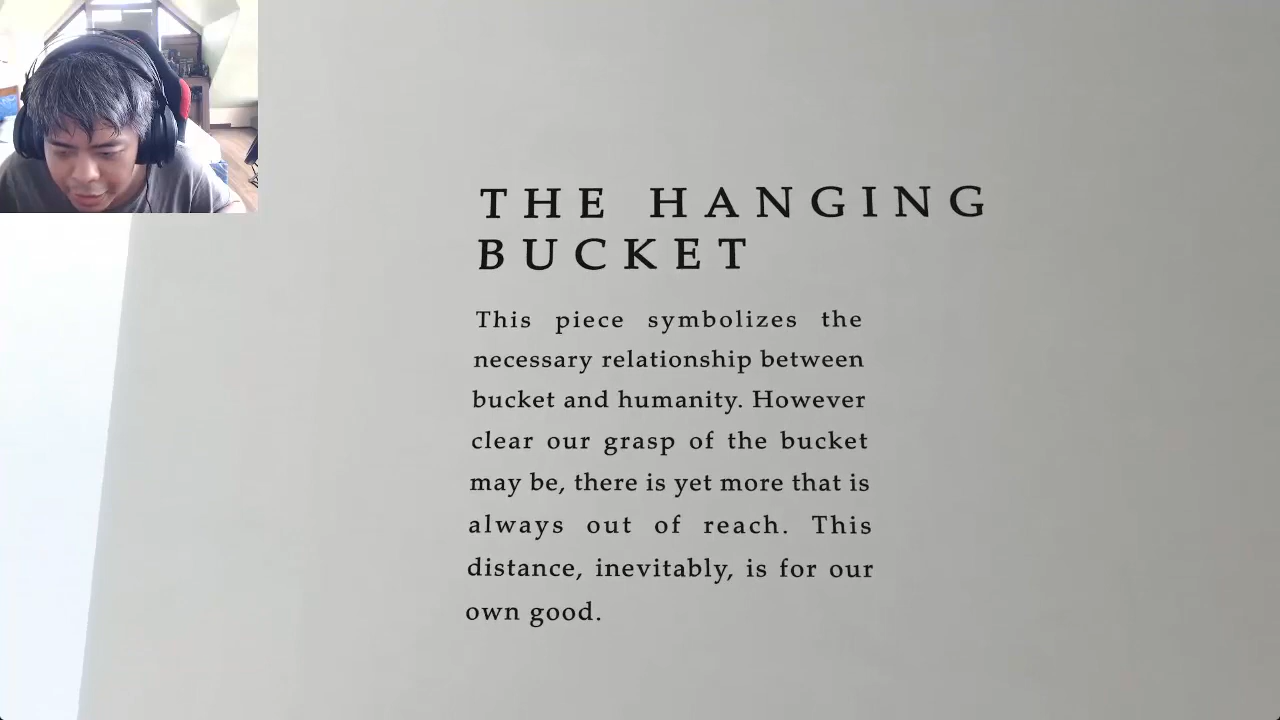 THE HANGING
BUCKET
This piece symbolizes the
necessary relationship between
bucket and humanity. However
clear our grasp of the bucket
may be, there is yet more that is
always out of reach. This
distance, inevitably, is for our
own good.